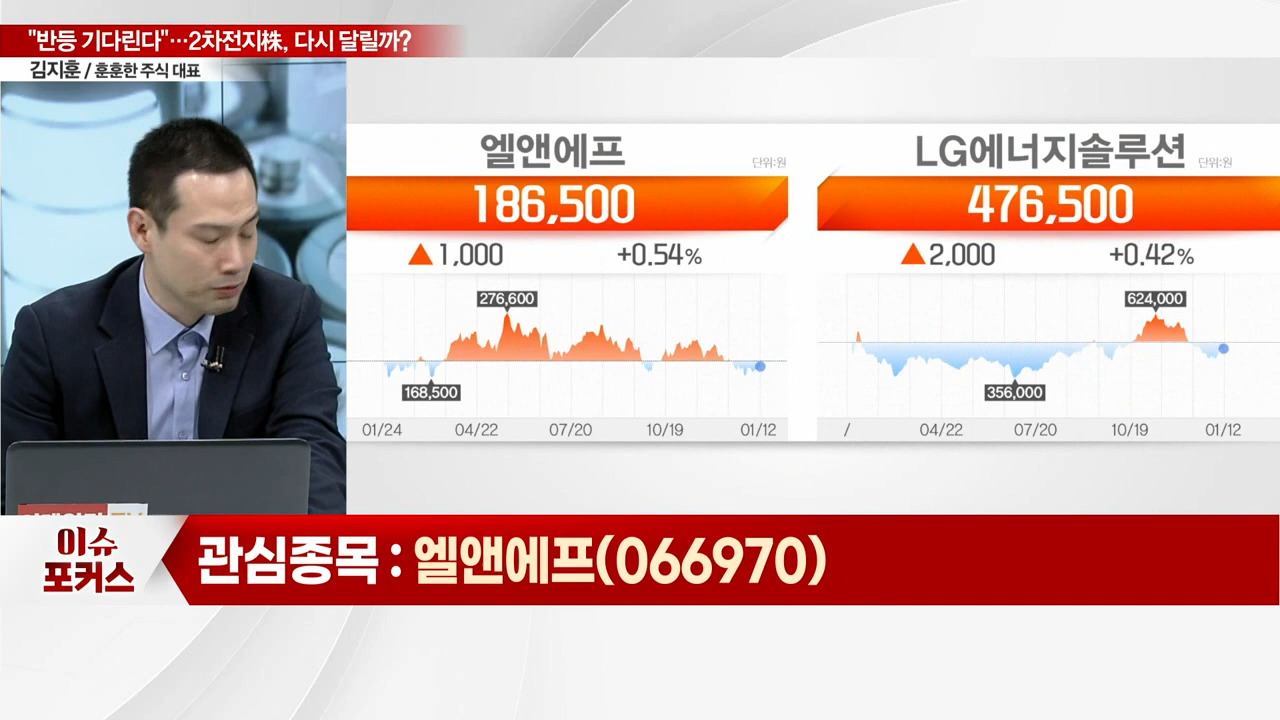 "반등 기다린다"…2차전지株, 다시 달릴까?
김지훈 / 훈훈한 주식 대표
엘앤에프
단위:원
186,500
▲1,000 +0.54%
276,600
168,500
01/24 04/22 07/20 10/19 01/12
LG에너지솔루션
단위:원
476,500
▲2,000 +0.42%
624,000
356,000
/ 04/22 07/20 10/19 01/12
이슈
포커스
관심종목 : 엘앤에프(066970)